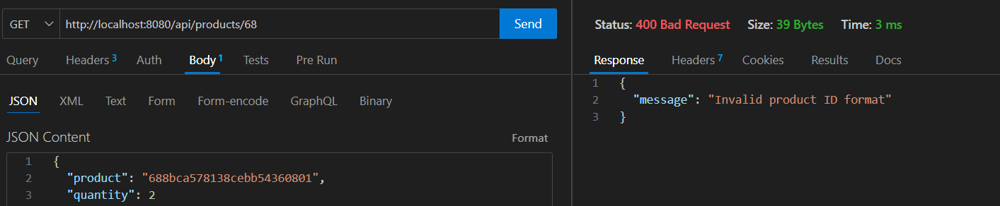 GET http://localhost:8080/api/products/68 Send
Query Headers 3 Auth Body 1 Tests Pre Run
JSON XML Text Form Form-encode GraphQL Binary
JSON Content Format
1 {
2 "product": "688bca578138cebb54360801",
3 "quantity": 2
Status: 400 Bad Request Size: 39 Bytes Time: 3 ms
Response Headers 7 Cookies Results Docs
1 {
2 "message": "Invalid product ID format"
3 }